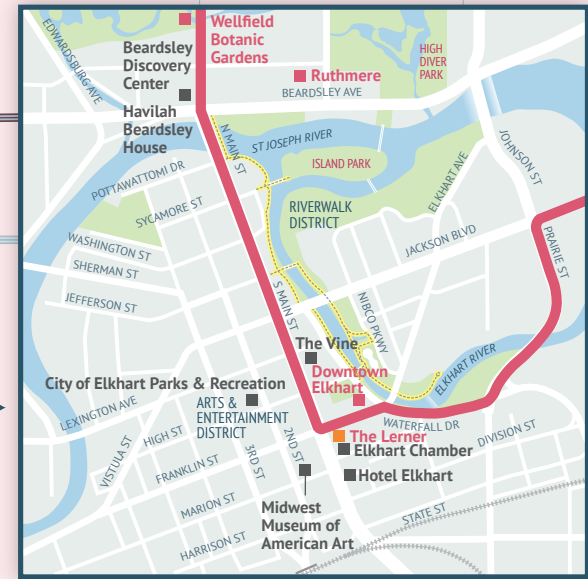 EDWARDSBURG AVE
Wellfield
Botanic
Gardens
Beardsley
Discovery
Center
Havilah
Beardsley
House
Ruthmere
BEARDSLEY AVE
HIGH
DIVER
PARK
N MAIN ST
ST JOSEPH RIVER
ISLAND PARK
JOHNSON ST
POTTAWATTOMI DR
SYCAMORE ST
RIVERWALK
DISTRICT
ELKHART AVE
WASHINGTON ST
SHERMAN ST
JEFFERSON ST
JACKSON BLVD
PRAIRIE ST
S MAIN ST
NIBCO PKWY
The Vine
Downtown
Elkhart
ELKHART RIVER
City of Elkhart Parks & Recreation
LEXINGTON AVE
ARTS &
ENTERTAINMENT
DISTRICT
WATERFALL DR
The Lerner
Elkhart Chamber
DIVISION ST
VISTULA ST
HIGH ST
3RD ST
2ND ST
FRANKLIN ST
Hotel Elkhart
MARION ST
Midwest
Museum of
American Art
STATE ST
HARRISON ST